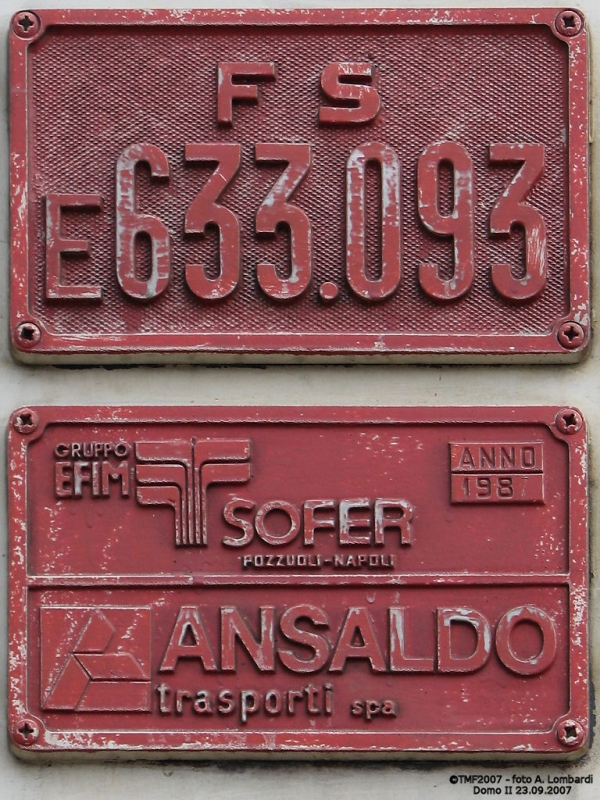 FS
E633.093
GRUPPO
EFIM
ANNO
1987
SOFER
POZZUOLI-NAPOLI
ANSALDO
trasporti spa
©TMF2007 - foto A. Lombardi
Domo II 23.09.2007